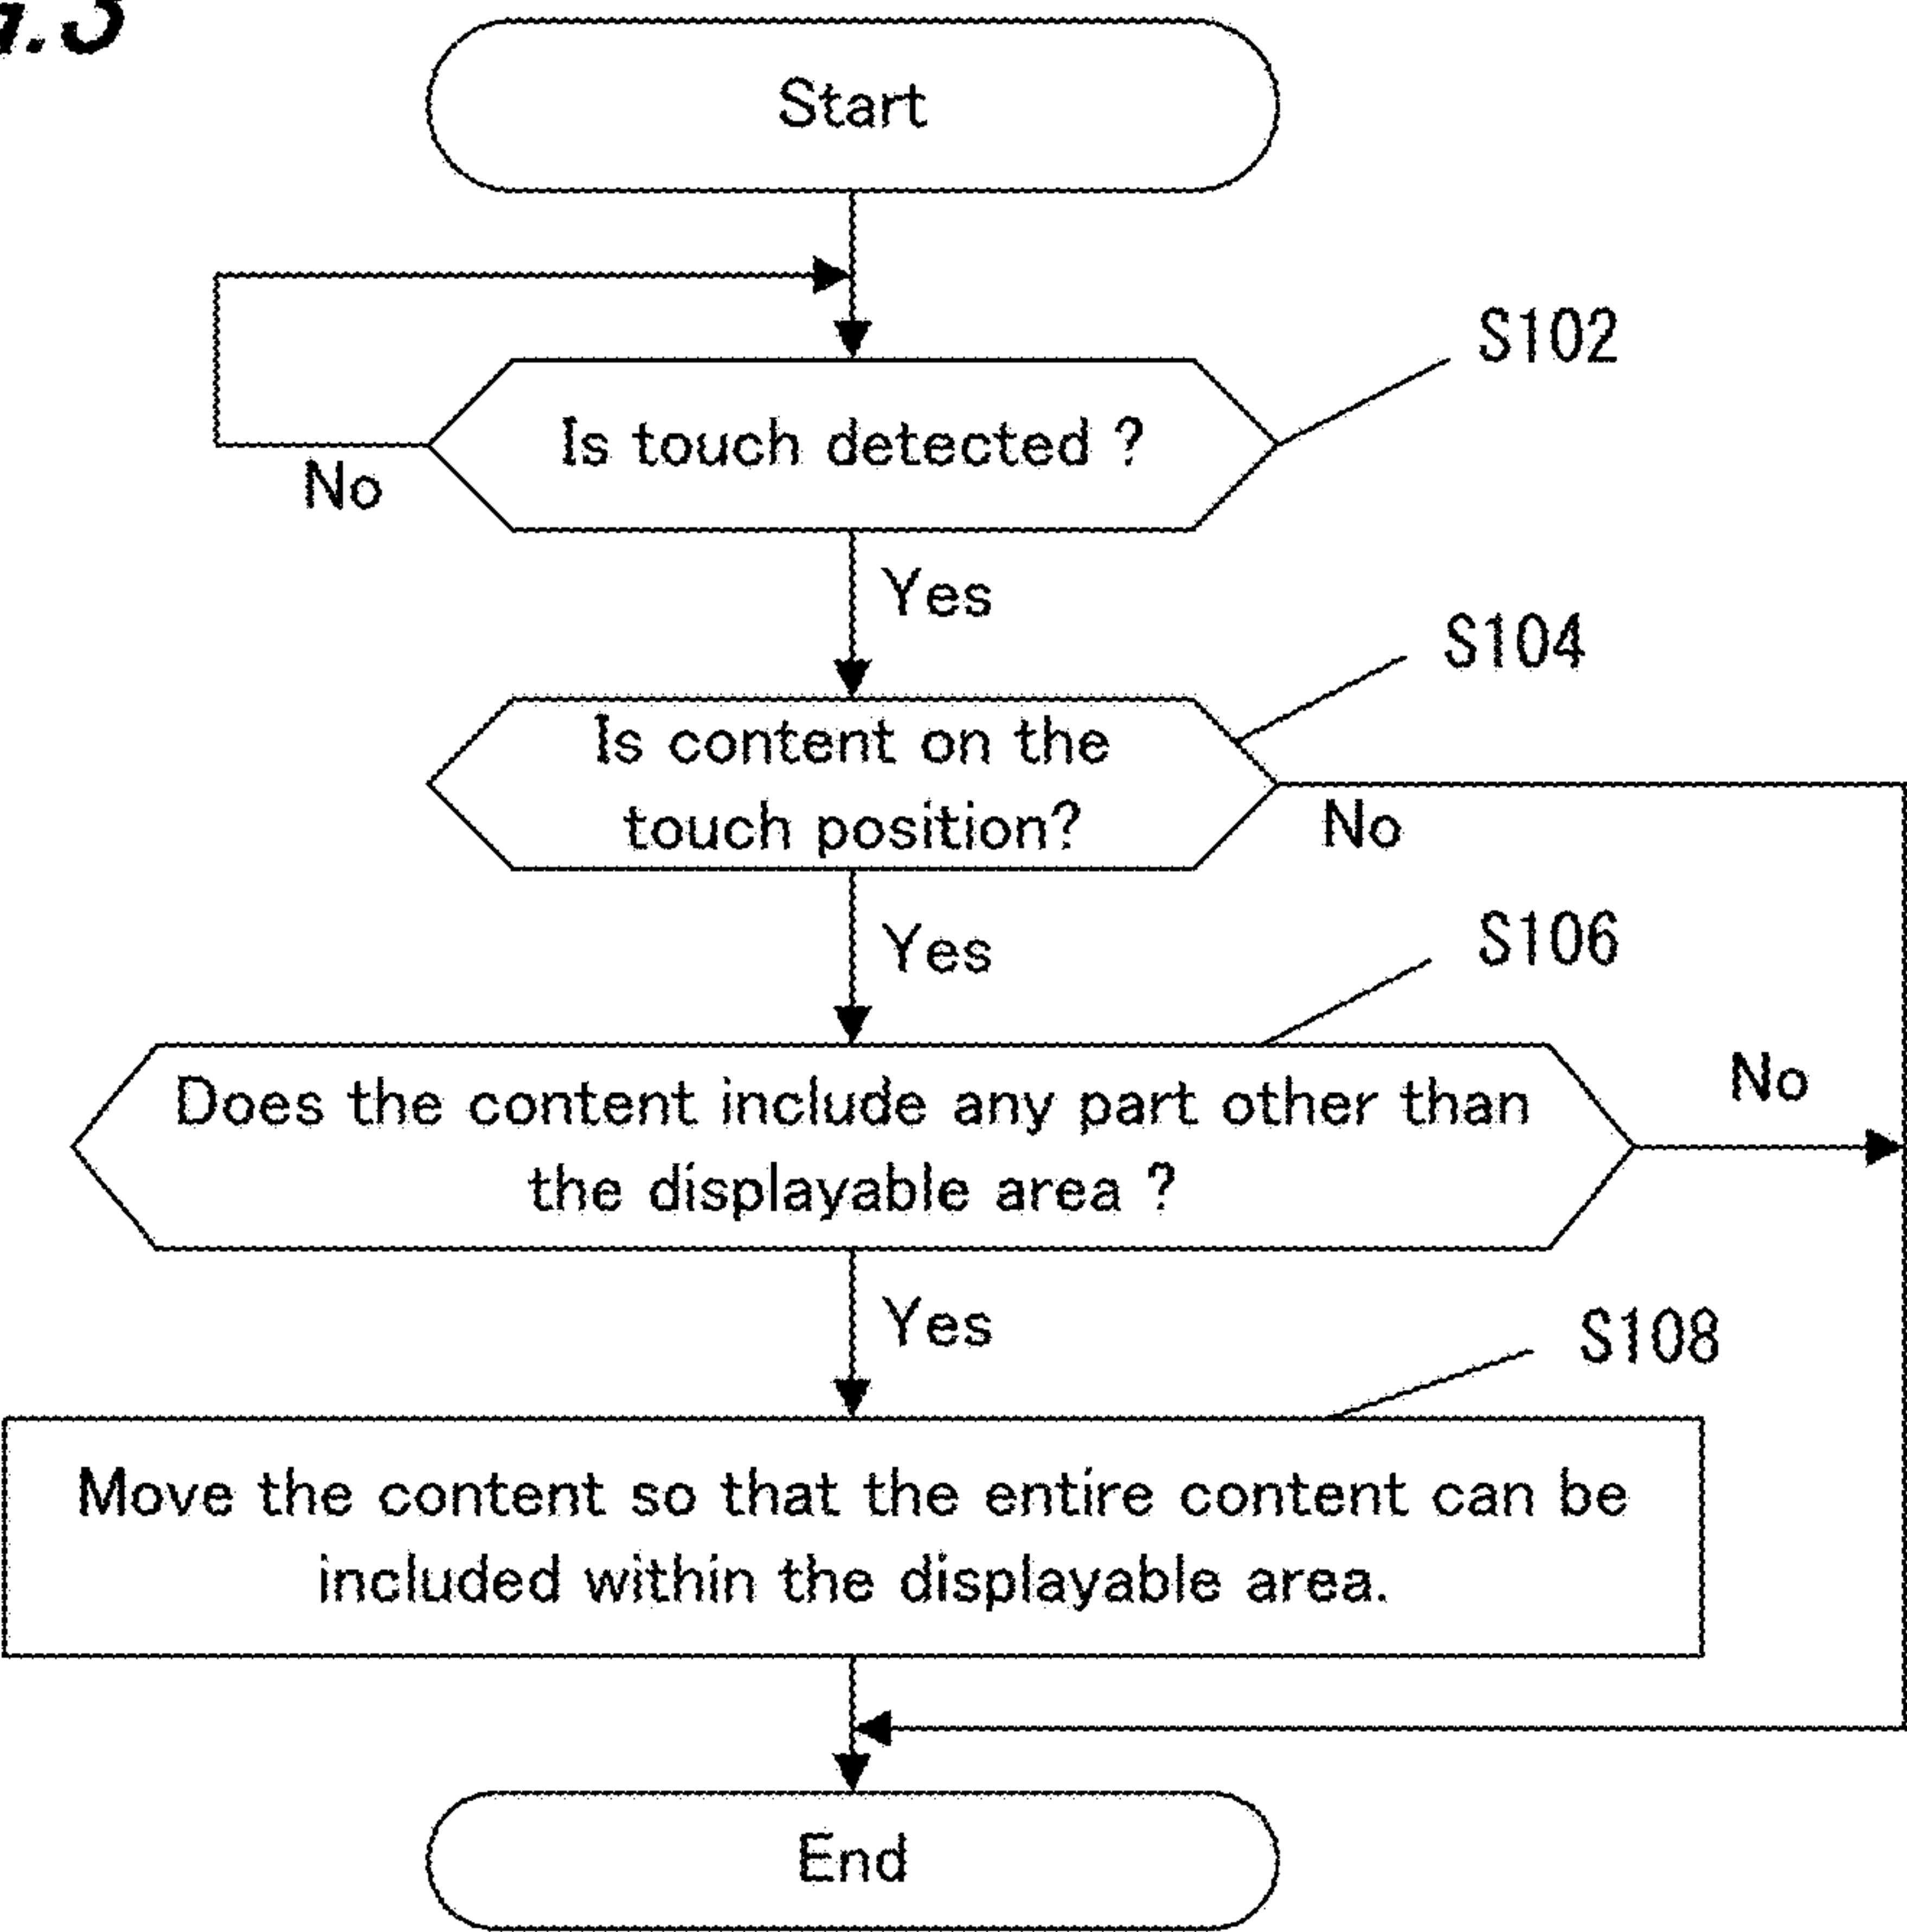 .3
Start
S102
Is touch detected ?
No
Yes
S104
Is content on the
touch position?
No
Yes
S106
Does the content include any part other than
the displayable area ?
No
Yes
S108
Move the content so that the entire content can be
included within the displayable area.
End